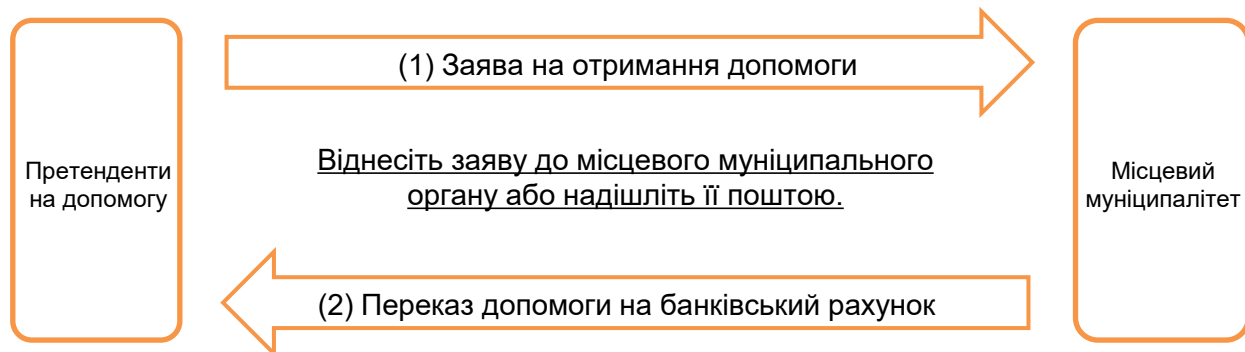 (1) Заява на отримання допомоги
Претенденти
на допомогу
Віднесіть заяву до місцевого муніципального
органу або надішліть її поштою.
Місцевий
муніципалітет
(2) Переказ допомоги на банківський рахунок